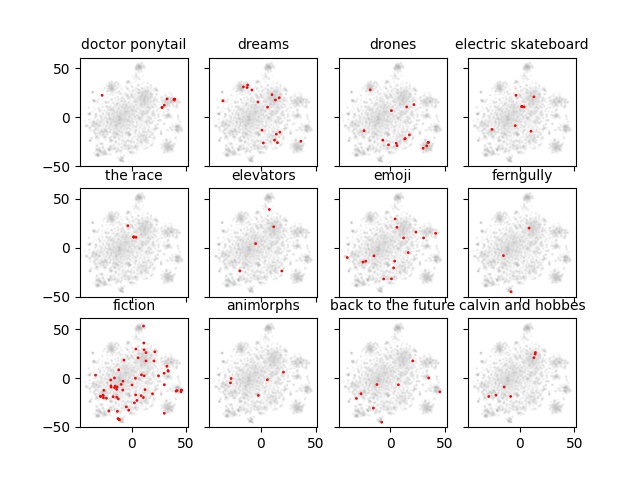 doctor ponytail dreams drones electric skateboard
50
0
−50
the race elevators emoji ferngully
50
0
−50
fiction animorphs back to the future calvin and hobbes
50
0
−50
0 50 0 50 0 50 0 50